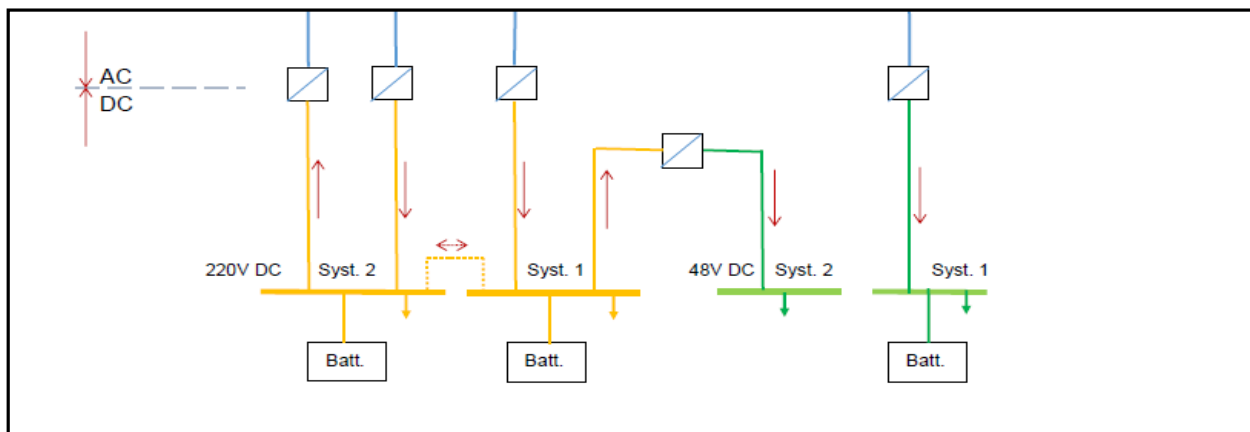 AC
DC
220V DC Syst. 2 Syst. 1 48V DC Syst. 2 Syst. 1
Batt. Batt. Batt.